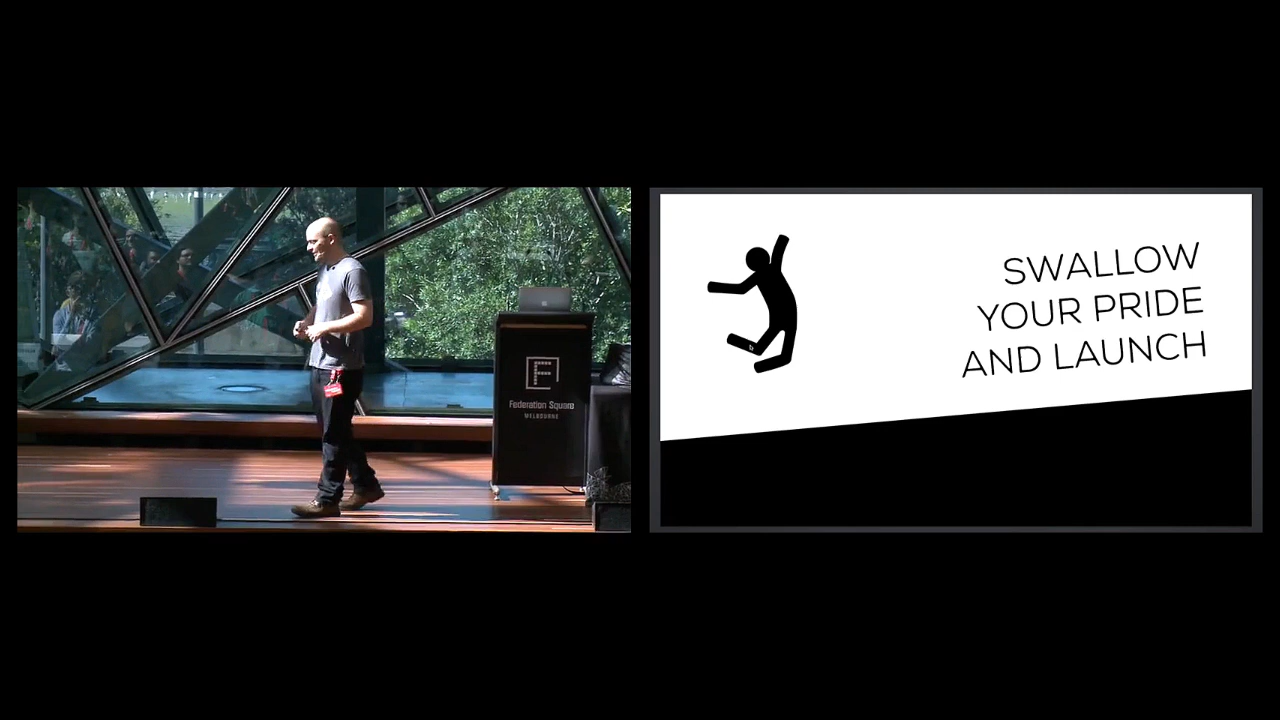 Federation Square
MELBOURNE
SWALLOW
YOUR PRIDE
AND LAUNCH